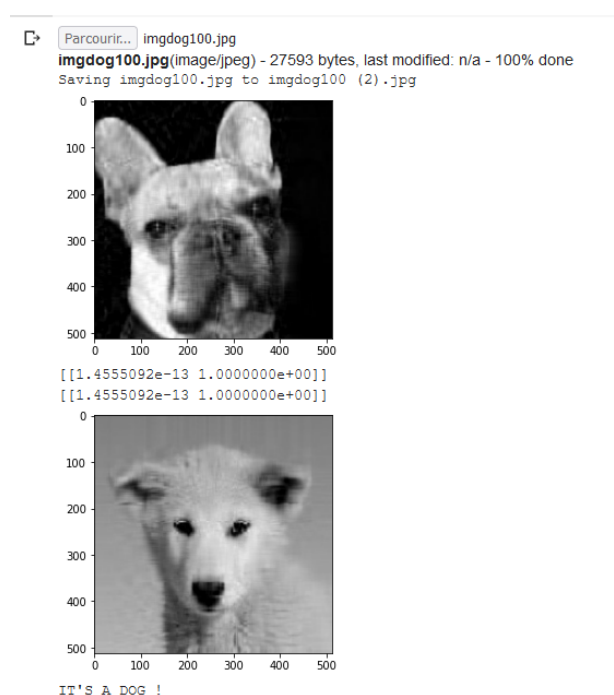 Parcourir... imgdog100.jpg
imgdog100.jpg(image/jpeg) - 27593 bytes, last modified: n/a - 100% done
Saving imgdog100.jpg to imgdog100 (2).jpg
0
100
200
300
400
500
0 100 200 300 400 500
[[1.4555092e-13 1.0000000e+00]]
[[1.4555092e-13 1.0000000e+00]]
0
100
200
300
400
500
0 100 200 300 400 500
IT'S A DOG !